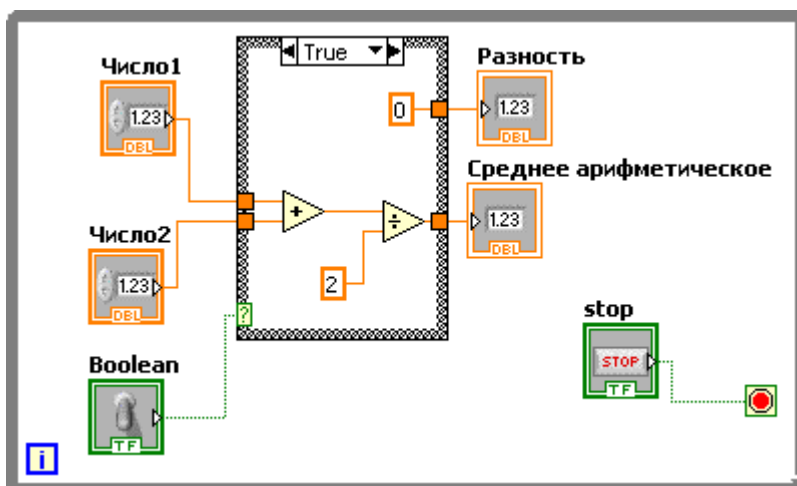 True
Разность
Число1
1.23
DBL
0
1.23
DBL
Среднее арифметическое
+
÷
1.23
DBL
Число2
1.23
DBL
2
?
stop
STOP
TF
Boolean
TF
i